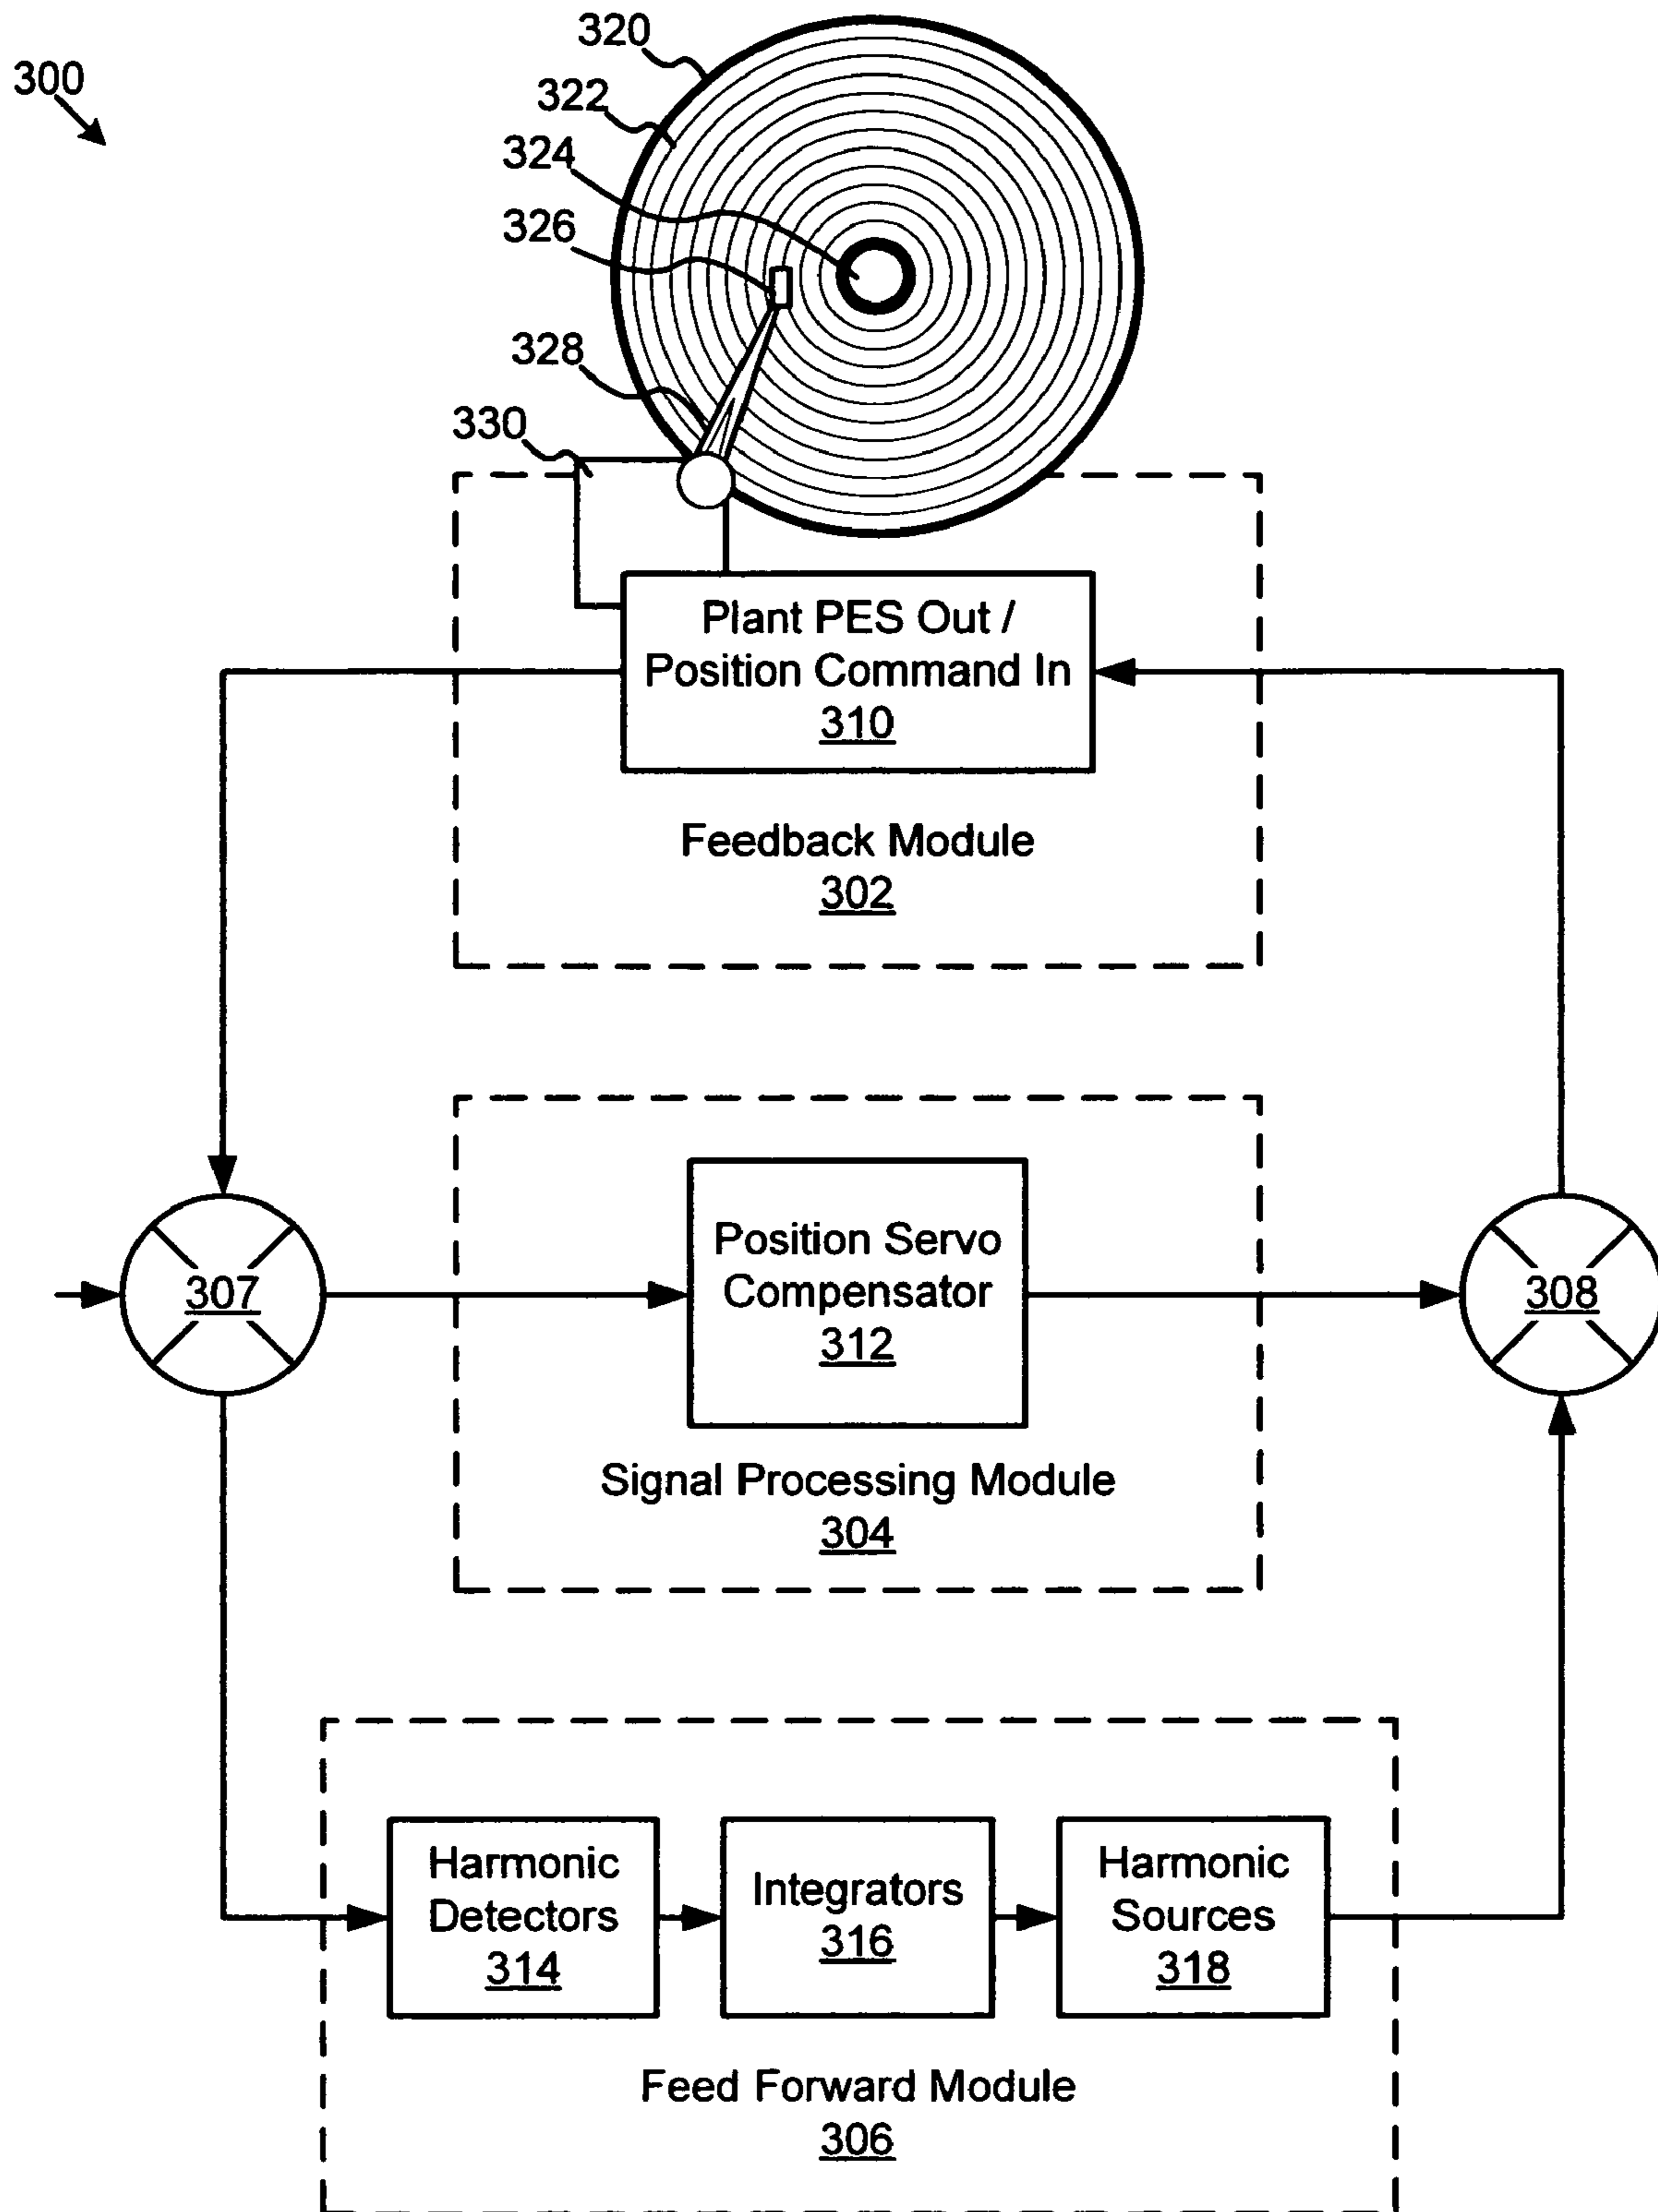 300
320
322
324
326
328
330
Plant PES Out /
Position Command In
310
Feedback Module
302
307
Position Servo
Compensator
312
308
Signal Processing Module
304
Harmonic
Detectors
314
Integrators
316
Harmonic
Sources
318
Feed Forward Module
306